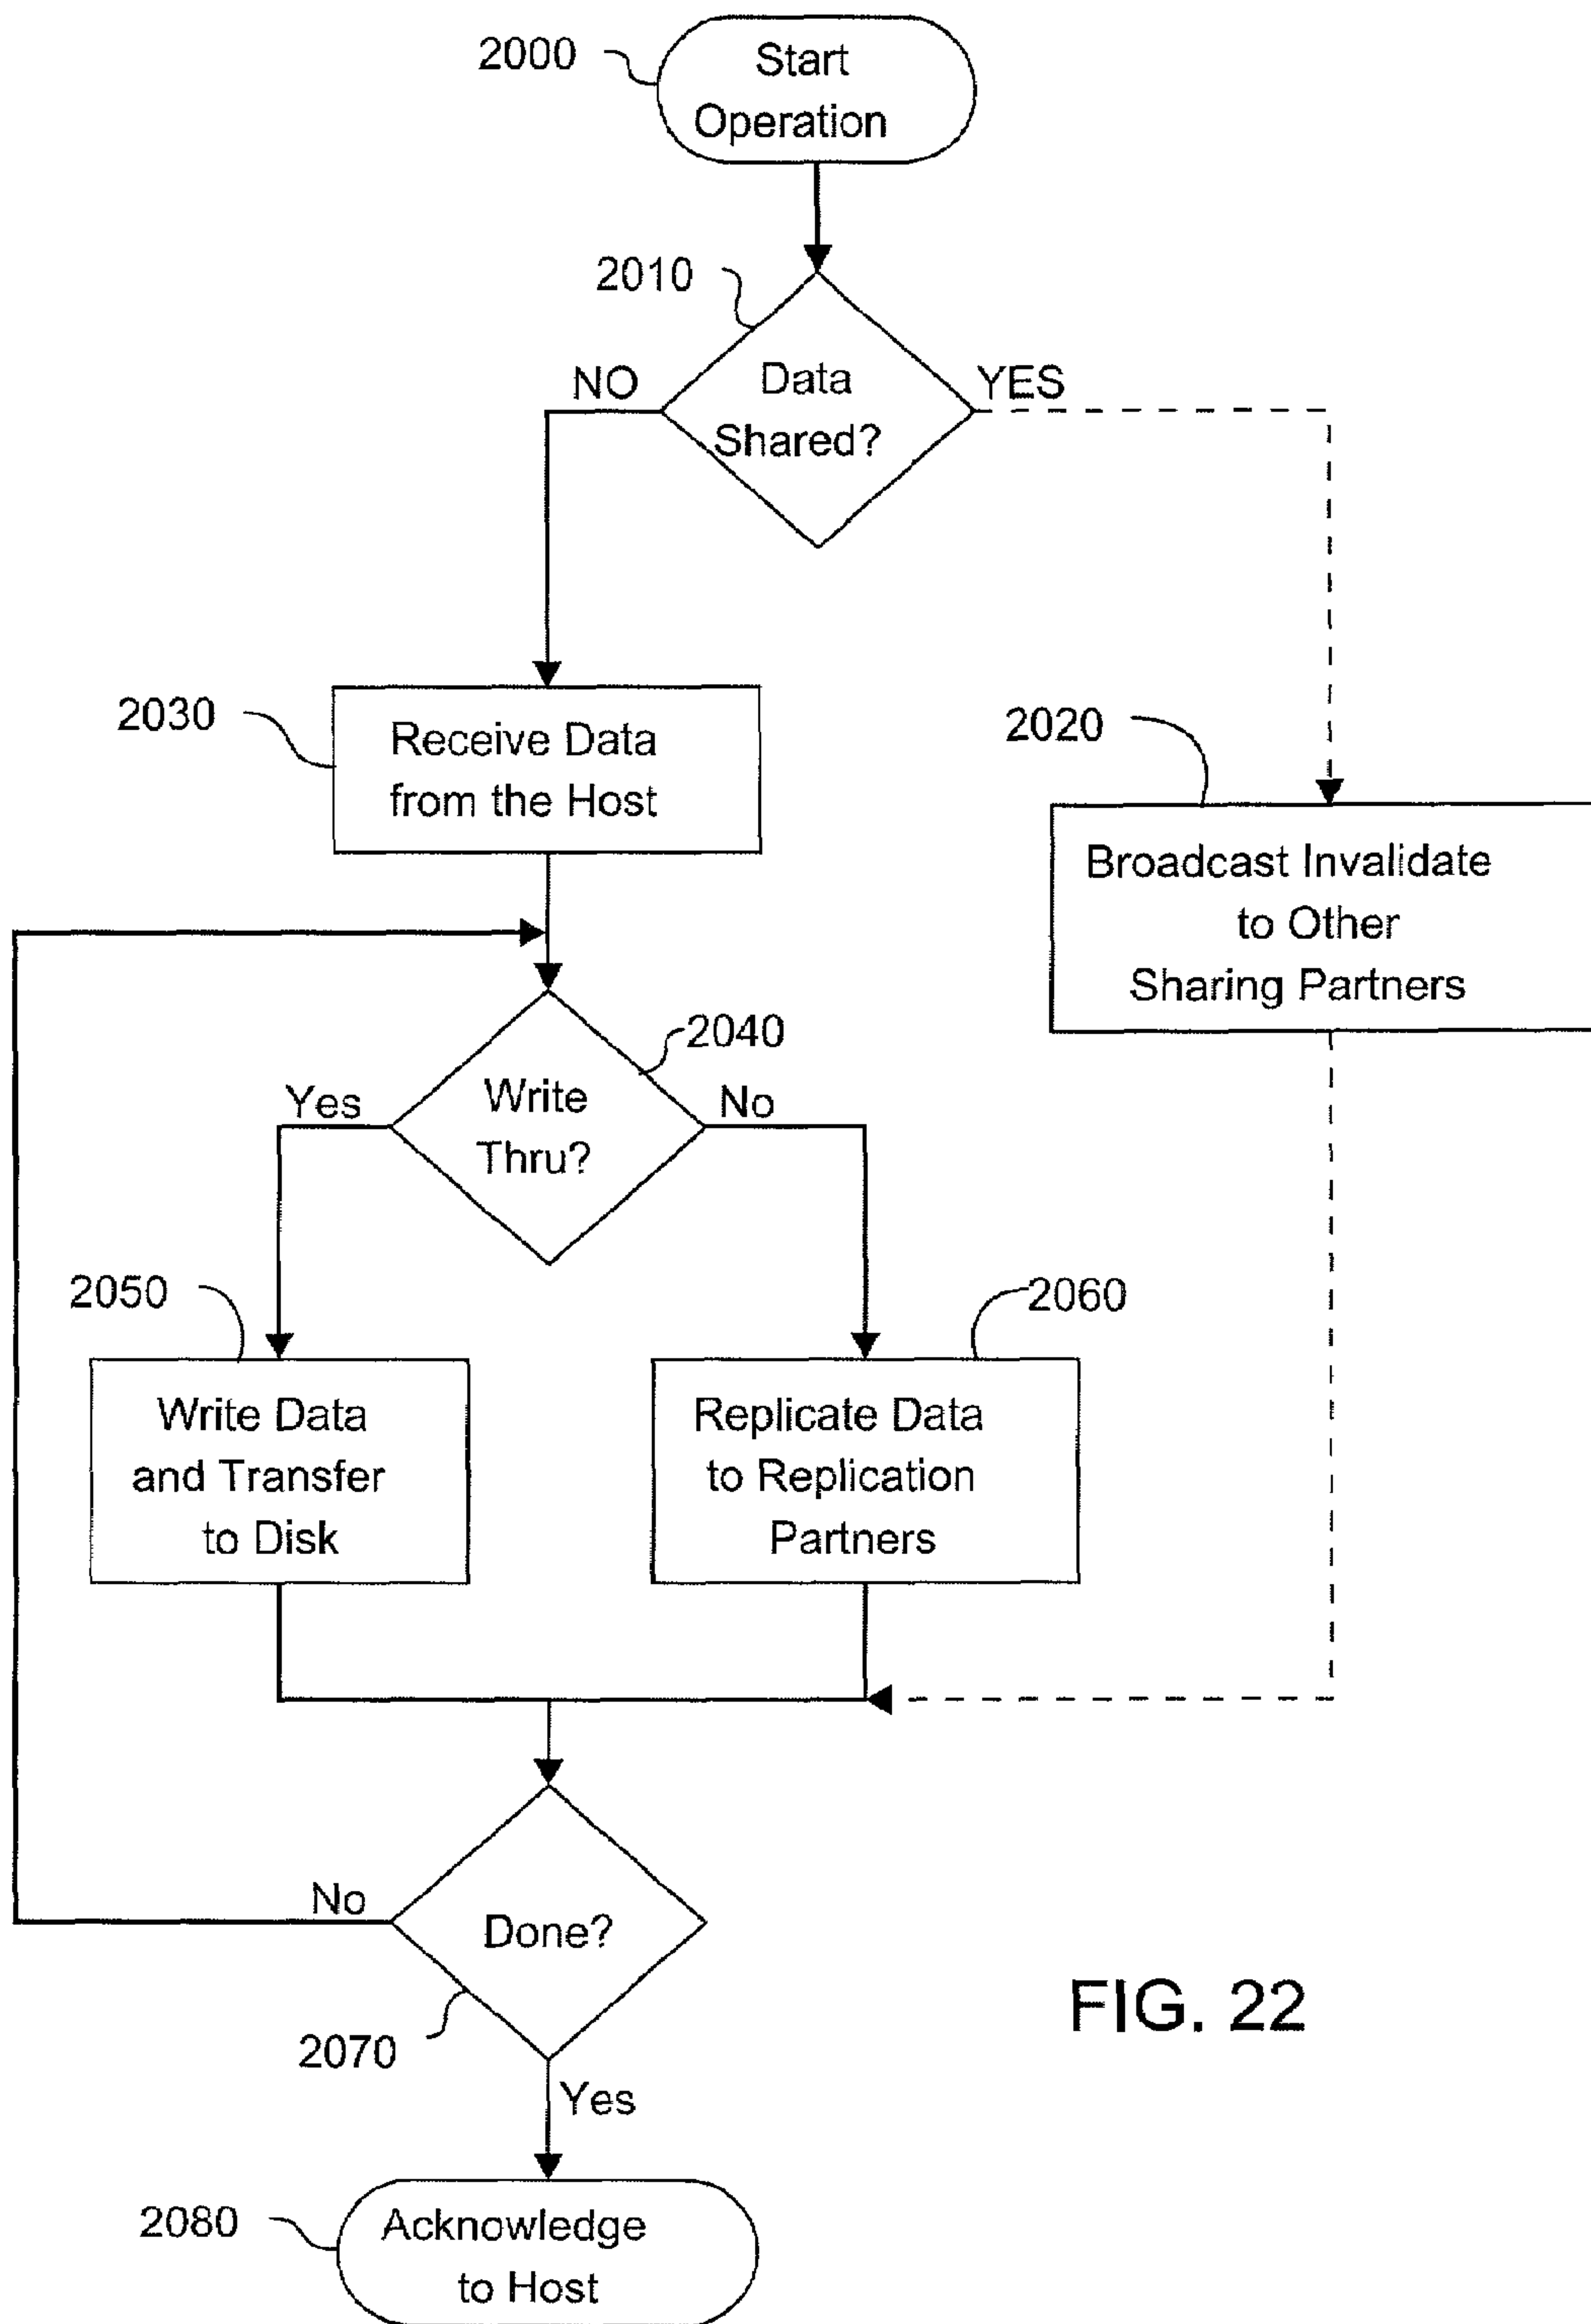 2000
Start
Operation
2010
NO
Data
Shared?
YES
2030
Receive Data
from the Host
2020
Broadcast Invalidate
to Other
Sharing Partners
2040
Yes
Write
Thru?
No
2050
Write Data
and Transfer
to Disk
2060
Replicate Data
to Replication
Partners
No
Done?
2070
Yes
FIG. 22
2080
Acknowledge
to Host